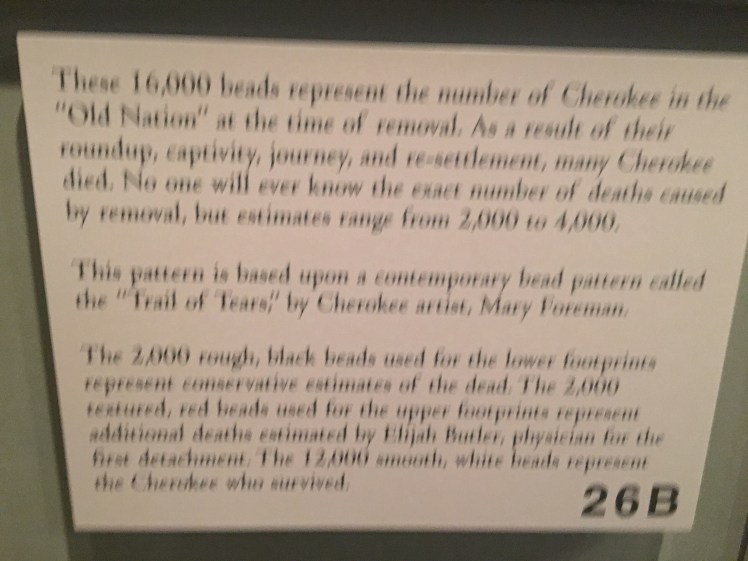 These 16,000 beads represent the number of Cherokee in the
"Old Nation" at the time of removal. As a result of their
roundup, captivity, journey, and re-settlement, many Cherokee
died. No one will ever know the exact number of deaths caused
by removal, but estimates range from 2,000 to 4,000.
This pattern is based upon a contemporary bead pattern called
the "Trail of Tears," by Cherokee artist, Mary Foreman.
The 2,000 rough, black beads used for the lower footprints
represent conservative estimates of the dead. The 2,000
textured, red beads used for the upper footprints represent
additional deaths estimated by Elijah Butler, physician for the
first detachment. The 12,000 smooth, white beads represent
the Cherokee who survived.
26B